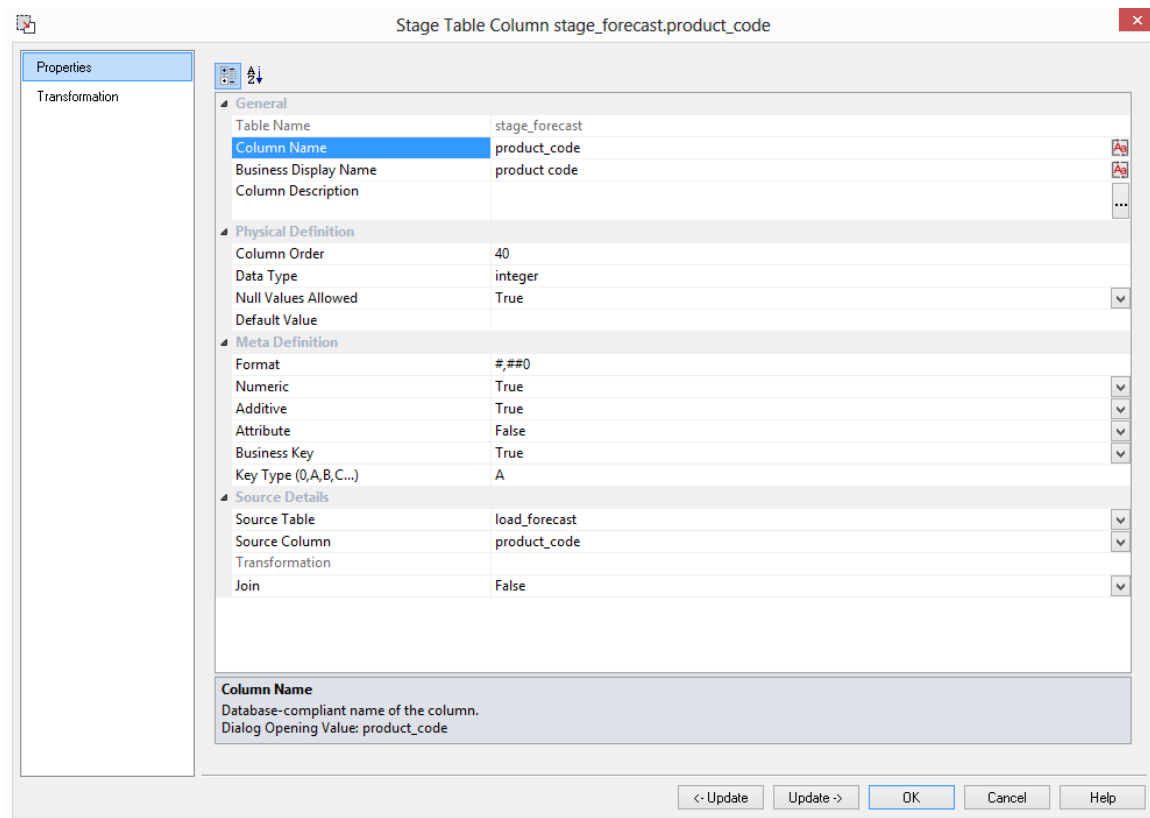 Stage Table Column stage_forecast.product_code
Properties
Transformation
General
Table Name stage_forecast
Column Name product_code
Business Display Name product code
Column Description
...
Physical Definition
Column Order 40
Data Type integer
Null Values Allowed True
Default Value
Meta Definition
Format #,##0
Numeric True
Additive True
Attribute False
Business Key True
Key Type (0,A,B,C...) A
Source Details
Source Table load_forecast
Source Column product_code
Transformation
Join False
Column Name
Database-compliant name of the column.
Dialog Opening Value: product_code
<- Update Update -> OK Cancel Help